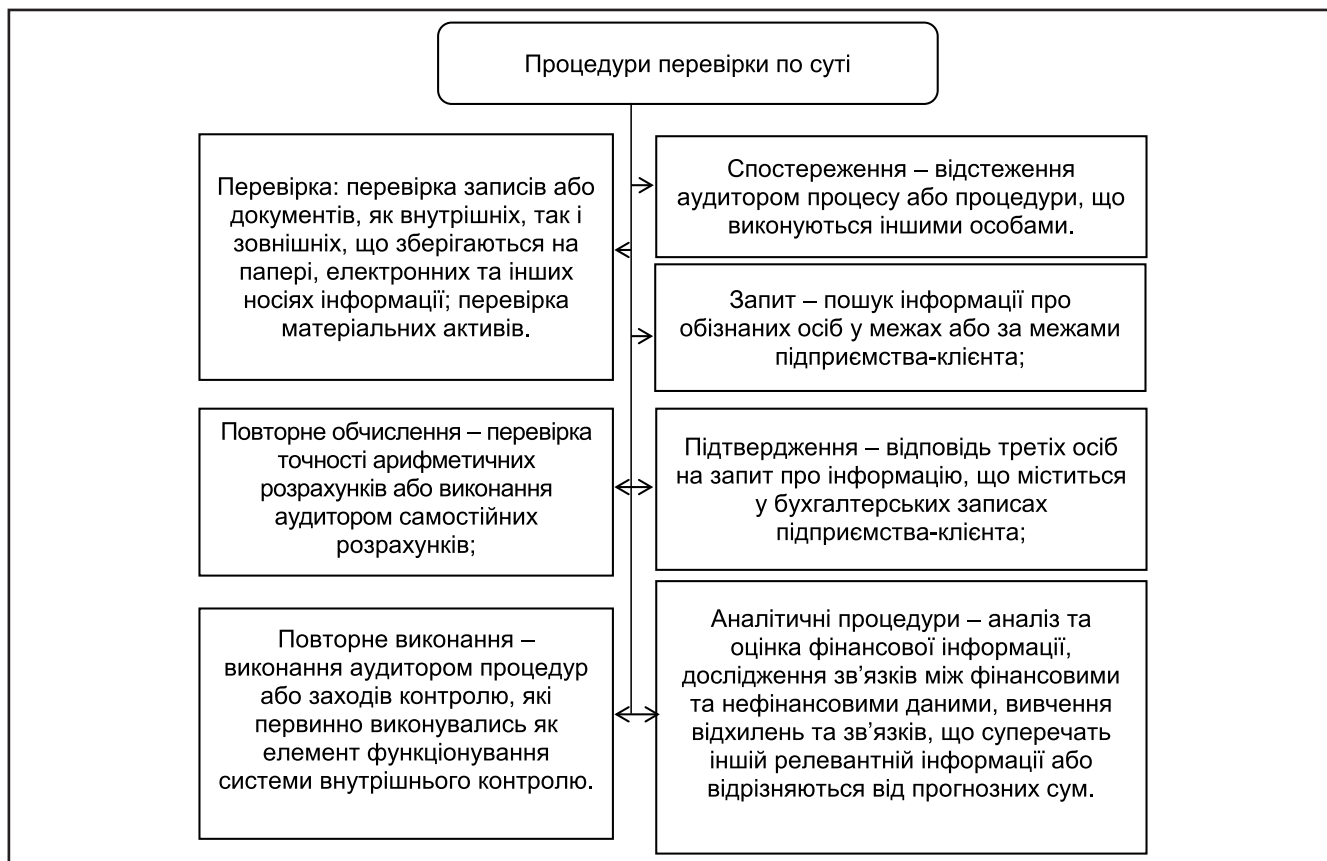 Процедури перевірки по суті
Перевірка: перевірка записів або
документів, як внутрішніх, так і
зовнішніх, що зберігаються на
папері, електронних та інших
носіях інформації; перевірка
матеріальних активів.
Спостереження – відстеження
аудитором процесу або процедури, що
виконуються іншими особами.
Запит – пошук інформації про
обізнаних осіб у межах або за межами
підприємства-клієнта;
Повторне обчислення – перевірка
точності арифметичних
розрахунків або виконання
аудитором самостійних
розрахунків;
Підтвердження – відповідь третіх осіб
на запит про інформацію, що міститься
у бухгалтерських записах
підприємства-клієнта;
Повторне виконання –
виконання аудитором процедур
або заходів контролю, які
первинно виконувались як
елемент функціонування
системи внутрішнього контролю.
Аналітичні процедури – аналіз та
оцінка фінансової інформації,
дослідження зв’язків між фінансовими
та нефінансовими даними, вивчення
відхилень та зв’язків, що суперечать
іншій релевантній інформації або
відрізняються від прогнозних сум.